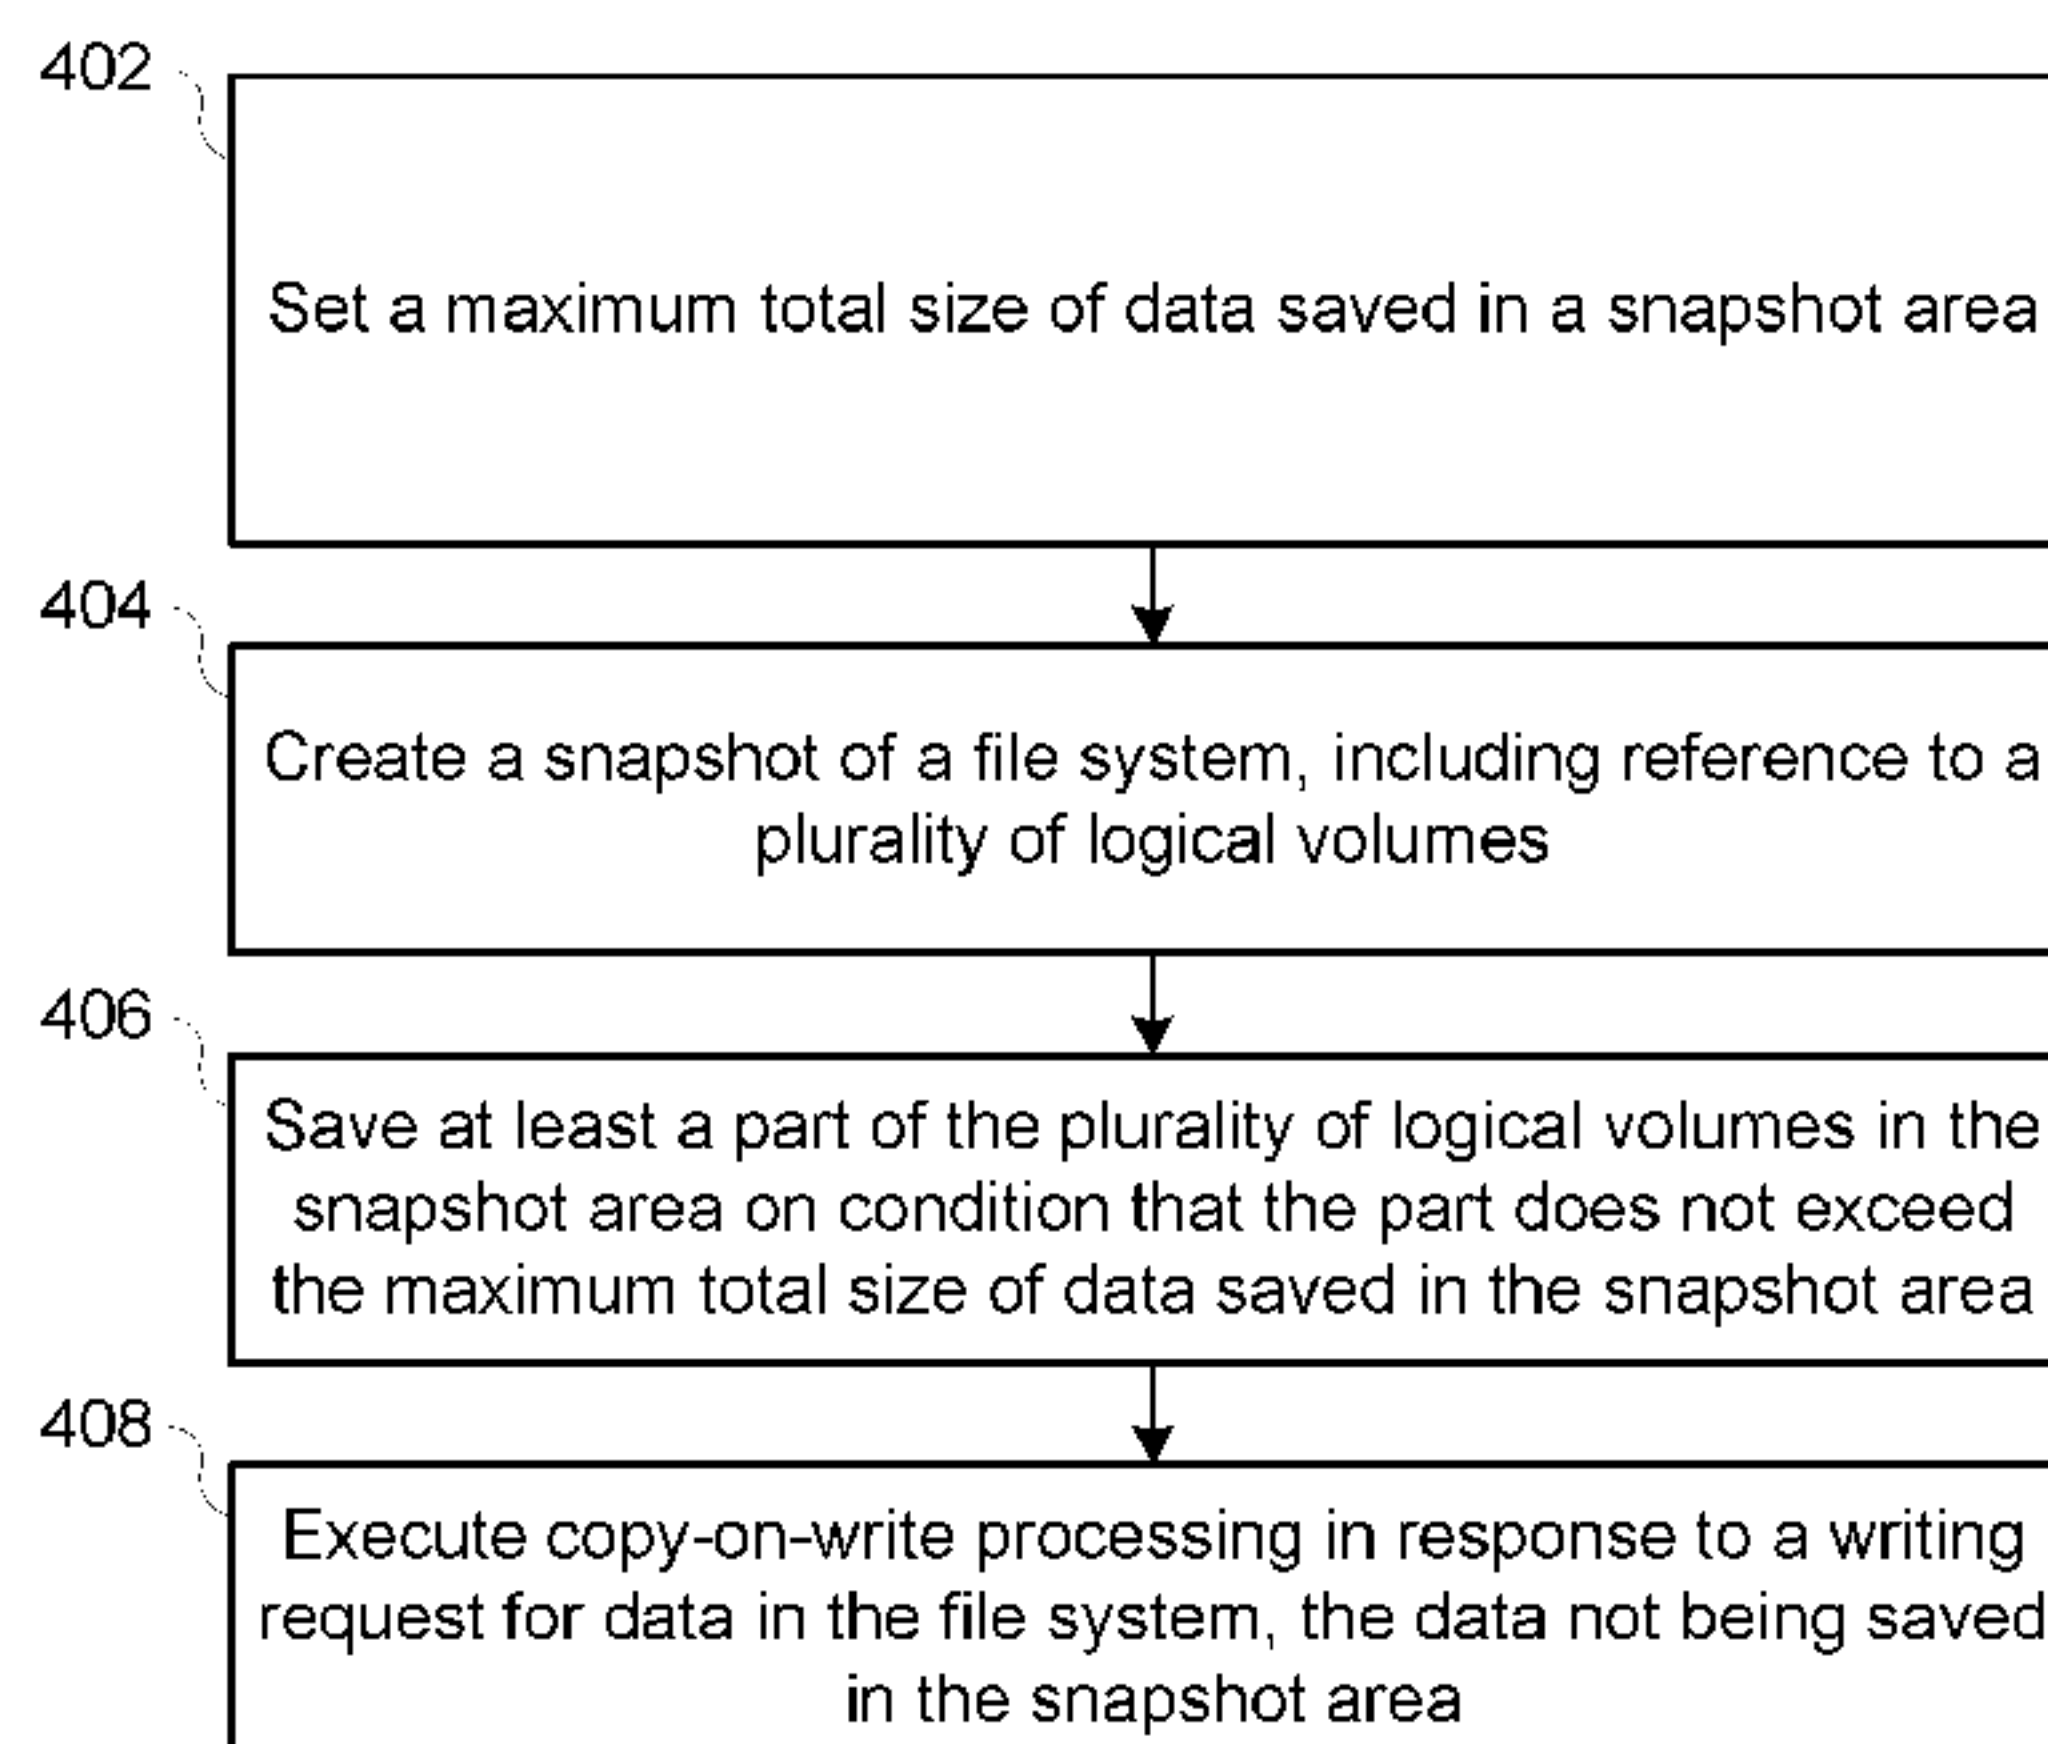 402
Set a maximum total size of data saved in a snapshot area
404
Create a snapshot of a file system, including reference to a
plurality of logical volumes
406
Save at least a part of the plurality of logical volumes in the
snapshot area on condition that the part does not exceed
the maximum total size of data saved in the snapshot area
408
Execute copy-on-write processing in response to a writing
request for data in the file system, the data not being saved
in the snapshot area